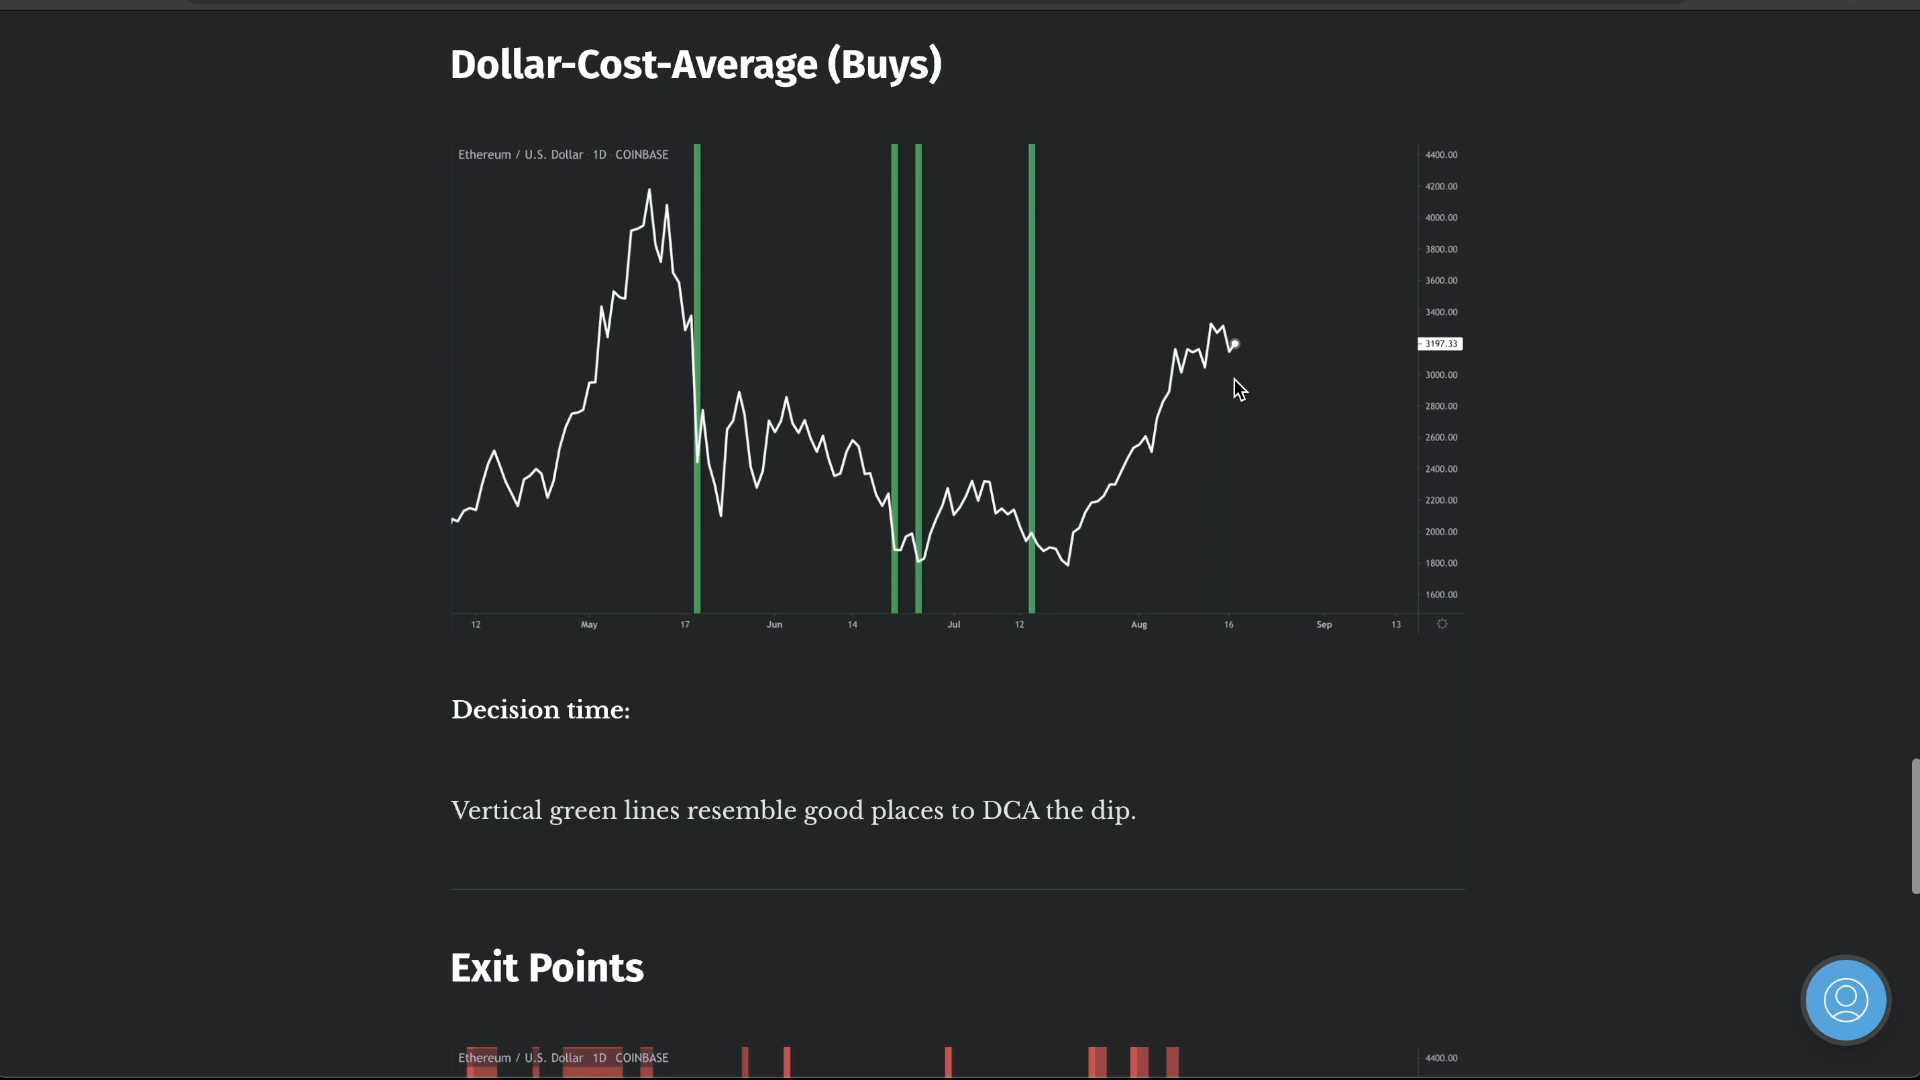 Dollar-Cost-Average (Buys)
Ethereum / U.S. Dollar 1D COINBASE
4400.00
4200.00
4000.00
3800.00
3600.00
3400.00
3197.33
3000.00
2800.00
2600.00
2400.00
2200.00
2000.00
1800.00
1600.00
12 May 17 Jun 14 Jul 12 Aug 16 Sep 13
Decision time:
Vertical green lines resemble good places to DCA the dip.
Exit Points
Ethereum / U.S. Dollar 1D COINBASE
4400.00